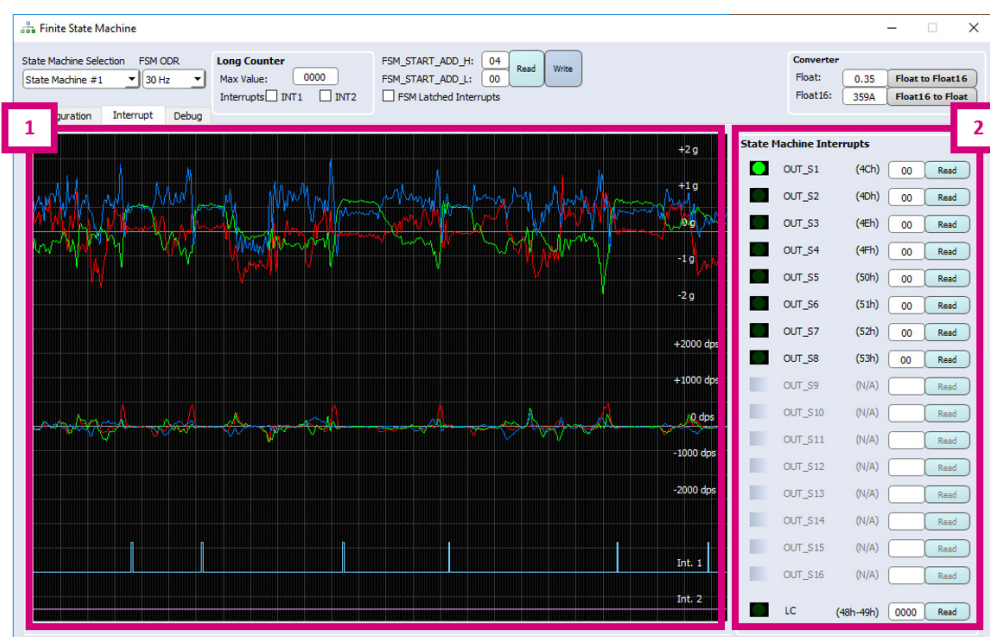 Finite State Machine
State Machine Selection FSM ODR
State Machine #1 30 Hz
Long Counter
Max Value: 0000
Interrupts INT1 INT2
FSM_START_ADD_H: 04
FSM_START_ADD_L: 00
Read Write
FSM Latched Interrupts
Converter
Float: 0.35 Float to Float16
Float16: 359A Float16 to Float
uration Interrupt Debug
1
2
+2 g
+1 g
0 g
-1 g
-2 g
+2000 dps
+1000 dps
0 dps
-1000 dps
-2000 dps
Int. 1
Int. 2
State Machine Interrupts
OUT_S1 (4Ch) 00 Read
OUT_S2 (4Dh) 00 Read
OUT_S3 (4Eh) 00 Read
OUT_S4 (4Fh) 00 Read
OUT_S5 (50h) 00 Read
OUT_S6 (51h) 00 Read
OUT_S7 (52h) 00 Read
OUT_S8 (53h) 00 Read
OUT_S9 (N/A) Read
OUT_S10 (N/A) Read
OUT_S11 (N/A) Read
OUT_S12 (N/A) Read
OUT_S13 (N/A) Read
OUT_S14 (N/A) Read
OUT_S15 (N/A) Read
OUT_S16 (N/A) Read
LC (48h-49h) 0000 Read